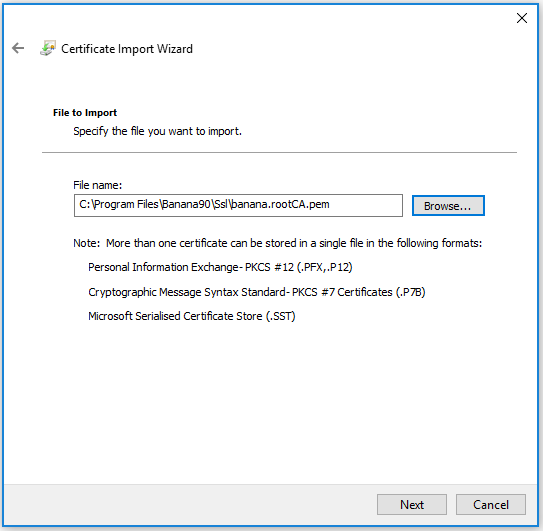 Certificate Import Wizard
File to Import
Specify the file you want to import.
File name:
C:\Program Files\Banana90\Ssl\banana.rootCA.pem
Browse...
Note: More than one certificate can be stored in a single file in the following formats:
Personal Information Exchange- PKCS #12 (.PFX,.P12)
Cryptographic Message Syntax Standard- PKCS #7 Certificates (.P7B)
Microsoft Serialised Certificate Store (.SST)
Next
Cancel